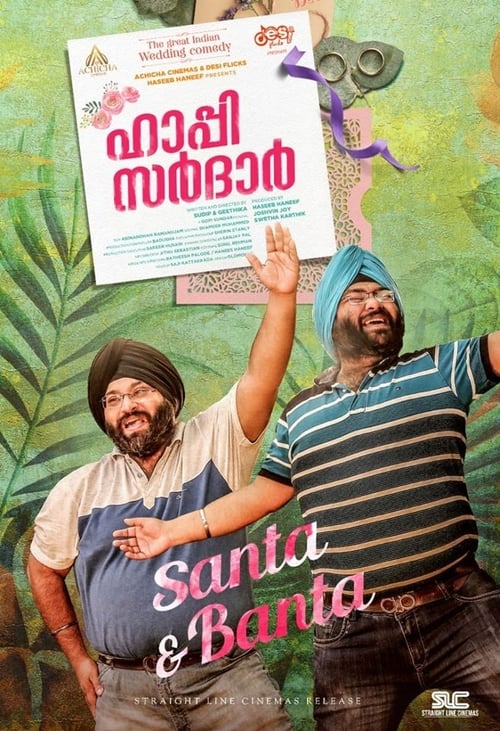 ACHICHA
The great Indian
Wedding comedy
ACHICHA CINEMAS & DESI FLICKS
HASEEB HANEEF PRESENTS
desi
flicks
ഹാപ്പി
സർദാർ
WRITTEN AND DIRECTED BY
SUDIP & GEETHIKA
PRODUCED BY
HASEEB HANEEF
JOSHVIN JOY
SWETHA KARTHIK
Santa
& Banta
STRAIGHT LINE CINEMAS RELEASE
SLC
STRAIGHT LINE CINEMAS